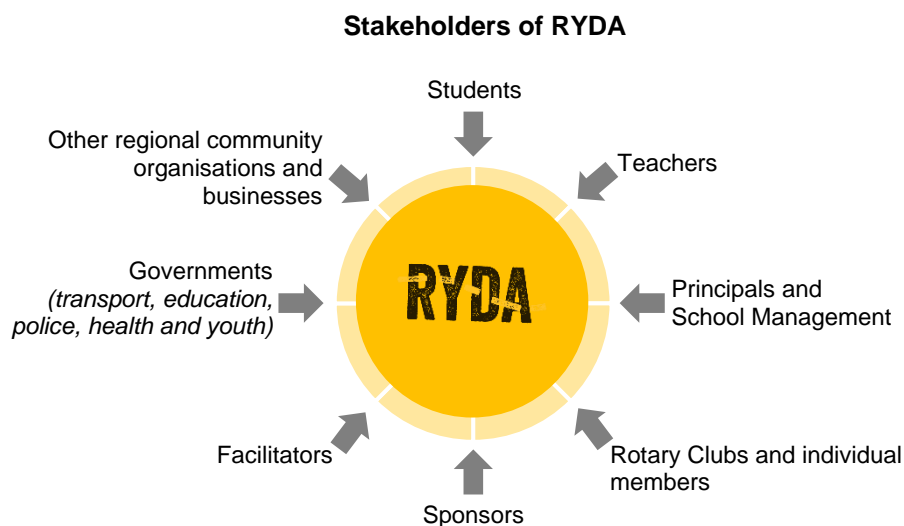 Stakeholders of RYDA
Students
Teachers
Principals and
School Management
Rotary Clubs and individual
members
Sponsors
Facilitators
Governments
(transport, education,
police, health and youth)
Other regional community
organisations and
businesses
RYDA